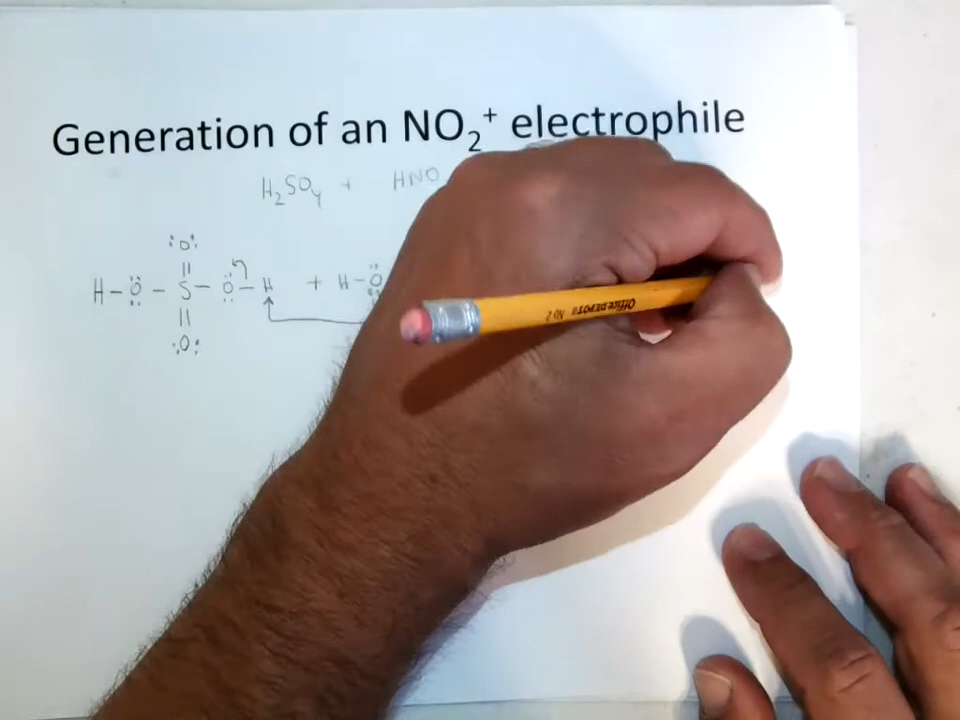 Generation of an NO₂⁺ electrophile
H₂SO₄ + HNO
:O:
H-O-S-O-H + H-O
:O:
Office DEPOT® No 2